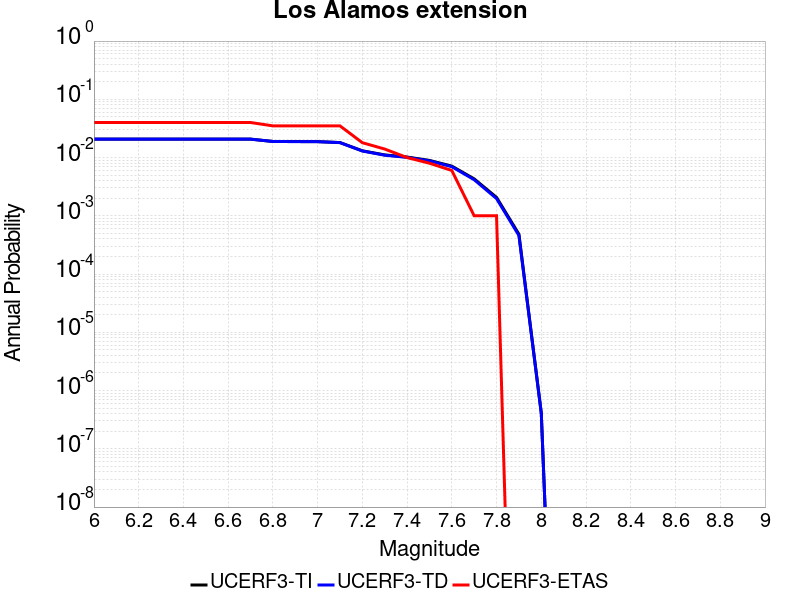 Los Alamos extension
10^0
10^-1
10^-2
10^-3
10^-4
10^-5
10^-6
10^-7
10^-8
Annual Probability
6 6.2 6.4 6.6 6.8 7 7.2 7.4 7.6 7.8 8 8.2 8.4 8.6 8.8 9
Magnitude
UCERF3-TI UCERF3-TD UCERF3-ETAS